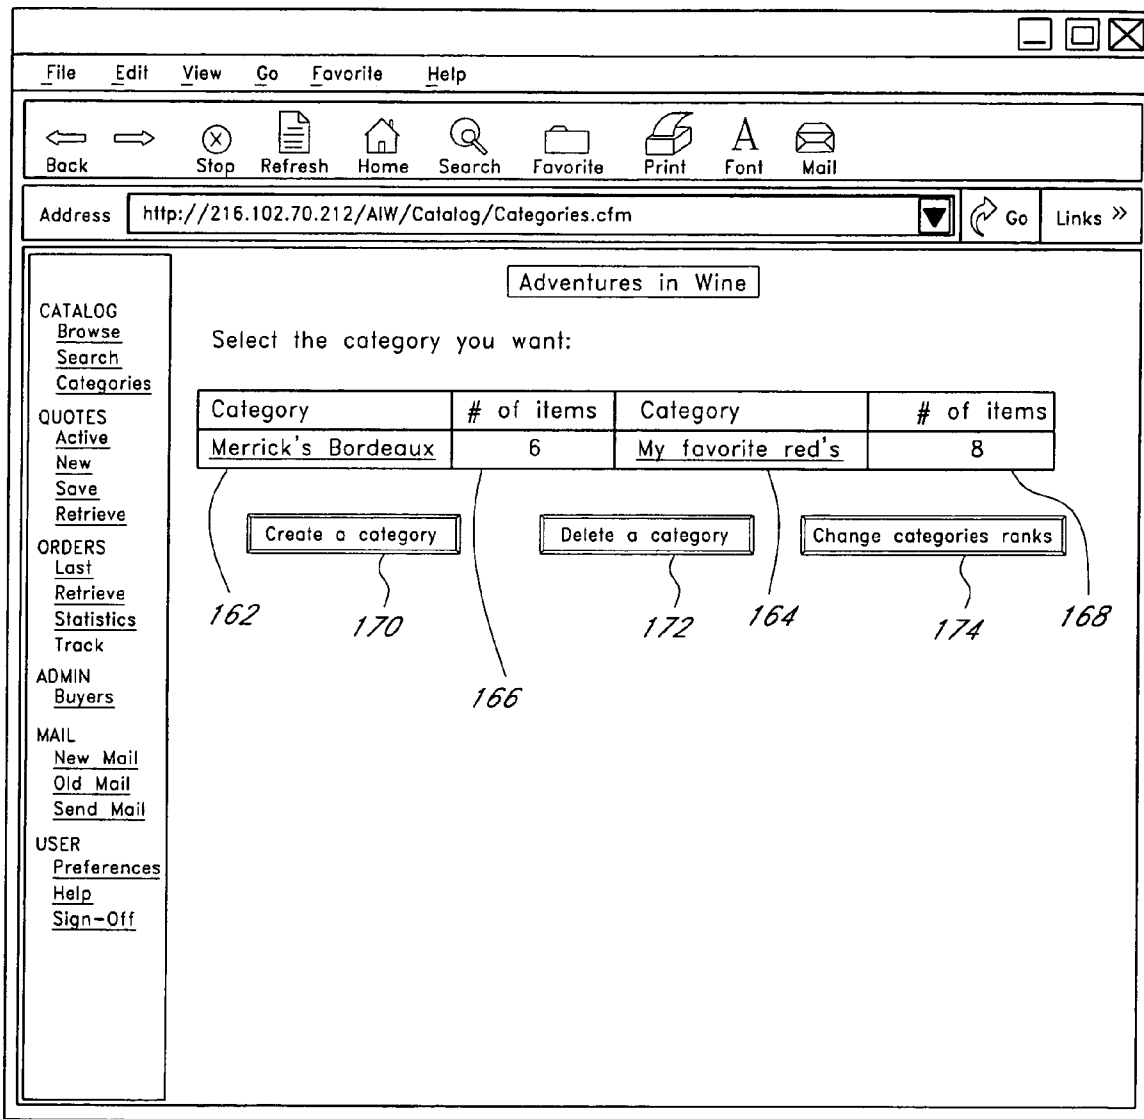 File Edit View Go Favorite Help
Back Stop Refresh Home Search Favorite Print Font Mail
Address http://216.102.70.212/AIW/Catalog/Categories.cfm Go Links »
CATALOG
Browse
Search
Categories
QUOTES
Active
New
Save
Retrieve
ORDERS
Last
Retrieve
Statistics
Track
ADMIN
Buyers
MAIL
New Mail
Old Mail
Send Mail
USER
Preferences
Help
Sign-Off
Adventures in Wine
Select the category you want:
Category # of items Category # of items
Merrick's Bordeaux 6 My favorite red's 8
Create a category Delete a category Change categories ranks
162 170 172 164 174 168
166